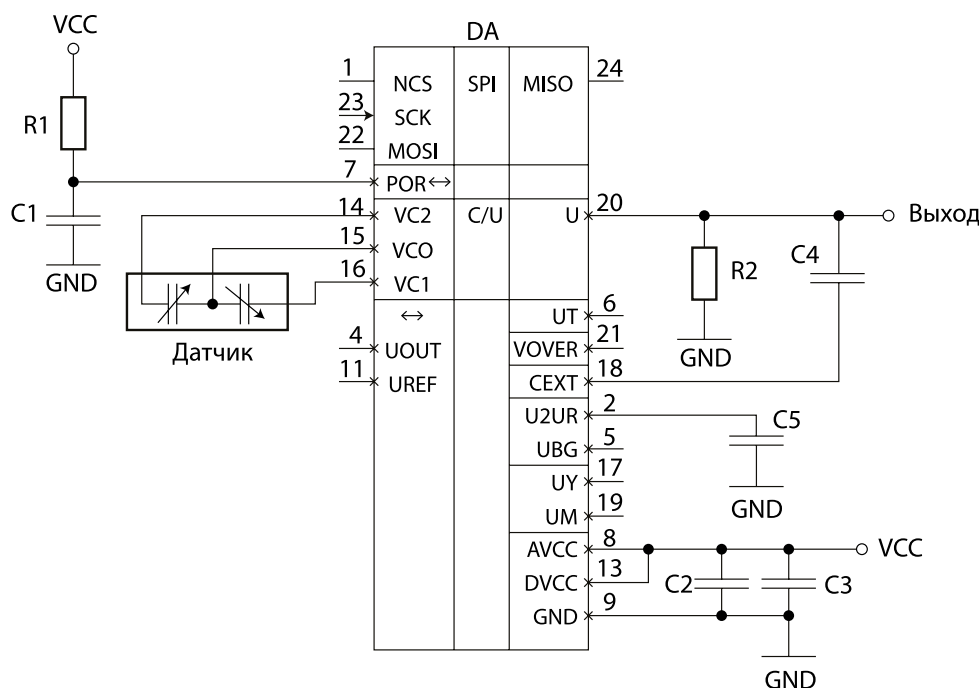 DA
VCC
R1
C1
GND
1 NCS SPI MISO 24
23 SCK
22 MOSI
7 POR ↔
14 VC2 C/U U 20 Выход
15 VCO
16 VC1
Датчик
R2
GND
C4
↔ UT 6
4 UOUT VOVER 21
11 UREF CEXT 18
U2UR 2
C5
GND
UBG 5
UY 17
UM 19
AVCC 8 VCC
DVCC 13
GND 9
C2
C3
GND